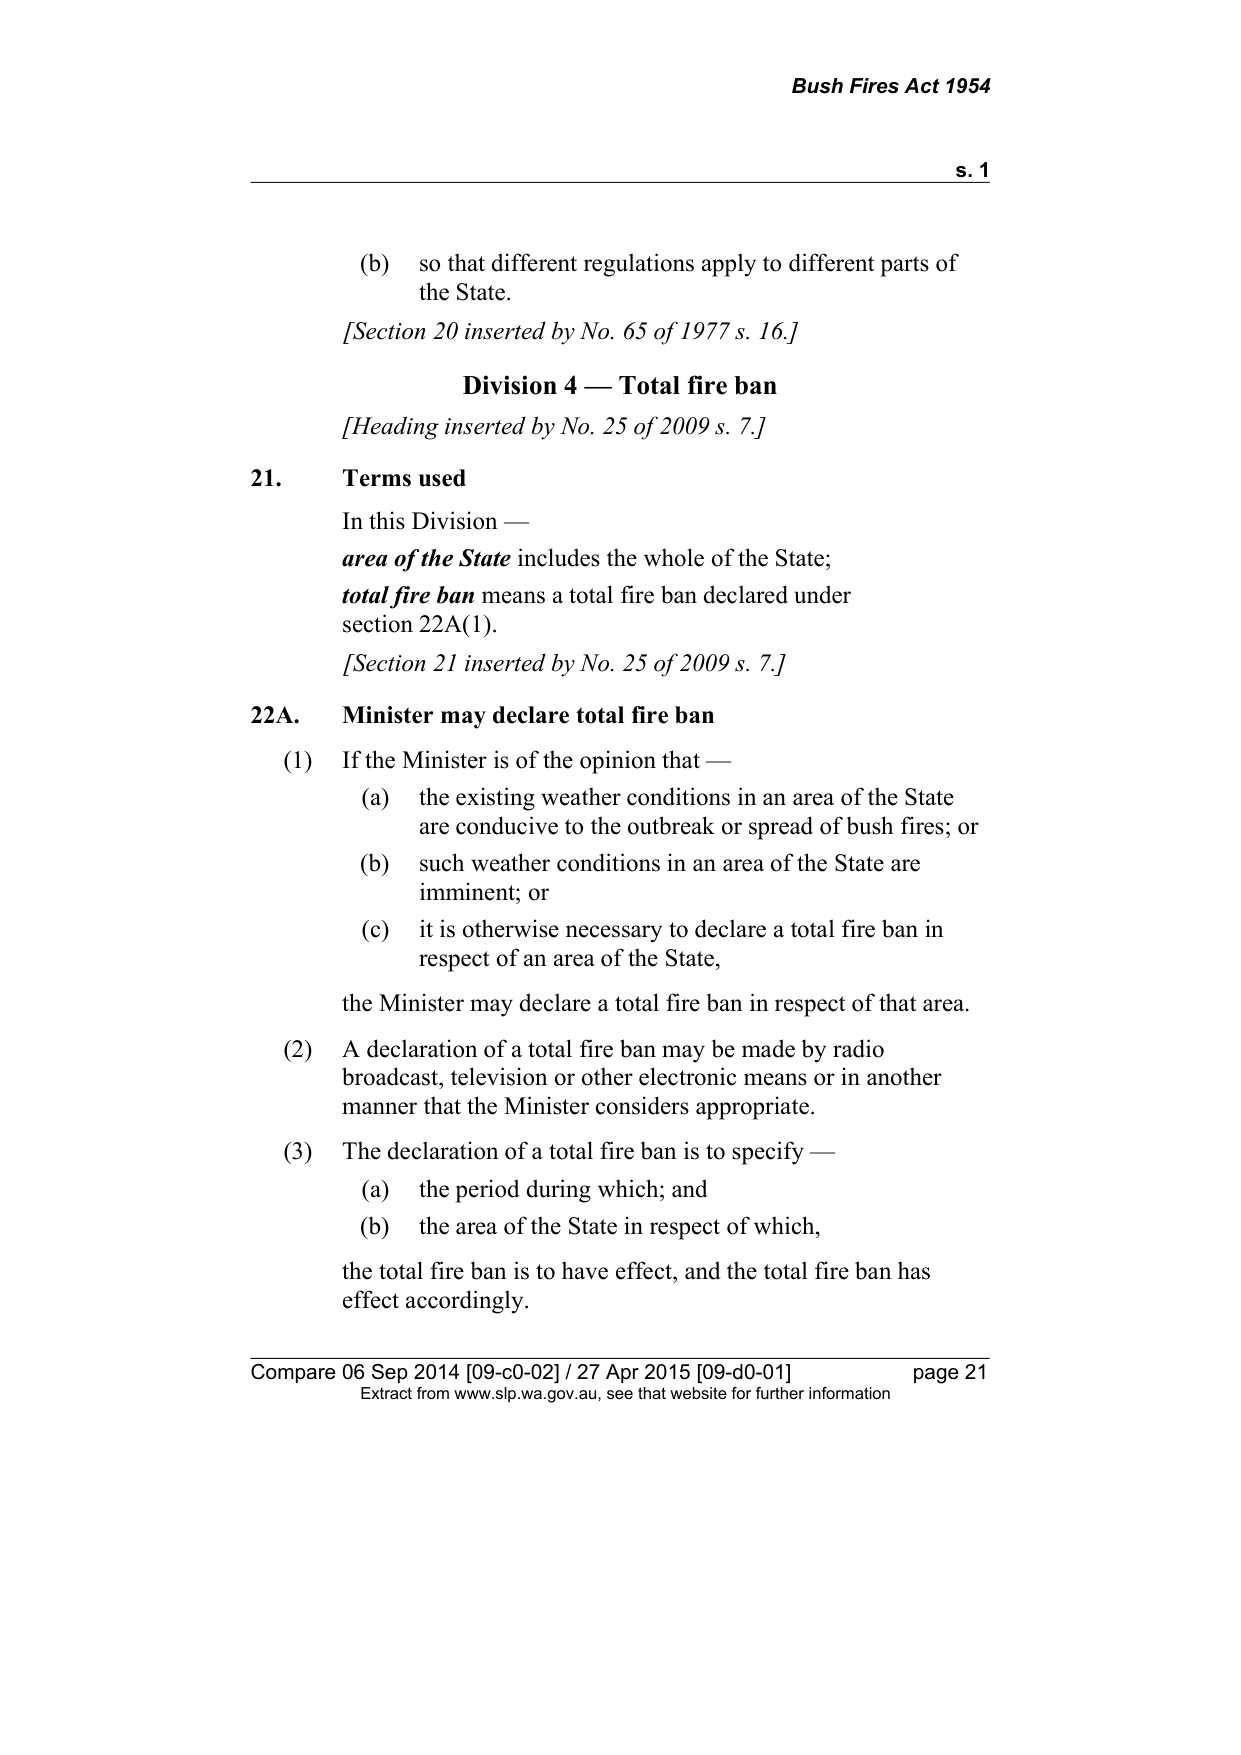 Bush Fires Act 1954
s. 1
(b) so that different regulations apply to different parts of
the State.
[Section 20 inserted by No. 65 of 1977 s. 16.]
Division 4 — Total fire ban
[Heading inserted by No. 25 of 2009 s. 7.]
21. Terms used
In this Division —
area of the State includes the whole of the State;
total fire ban means a total fire ban declared under
section 22A(1).
[Section 21 inserted by No. 25 of 2009 s. 7.]
22A. Minister may declare total fire ban
(1) If the Minister is of the opinion that —
(a) the existing weather conditions in an area of the State
are conducive to the outbreak or spread of bush fires; or
(b) such weather conditions in an area of the State are
imminent; or
(c) it is otherwise necessary to declare a total fire ban in
respect of an area of the State,
the Minister may declare a total fire ban in respect of that area.
(2) A declaration of a total fire ban may be made by radio
broadcast, television or other electronic means or in another
manner that the Minister considers appropriate.
(3) The declaration of a total fire ban is to specify —
(a) the period during which; and
(b) the area of the State in respect of which,
the total fire ban is to have effect, and the total fire ban has
effect accordingly.
Compare 06 Sep 2014 [09-c0-02] / 27 Apr 2015 [09-d0-01] page 21
Extract from www.slp.wa.gov.au, see that website for further information